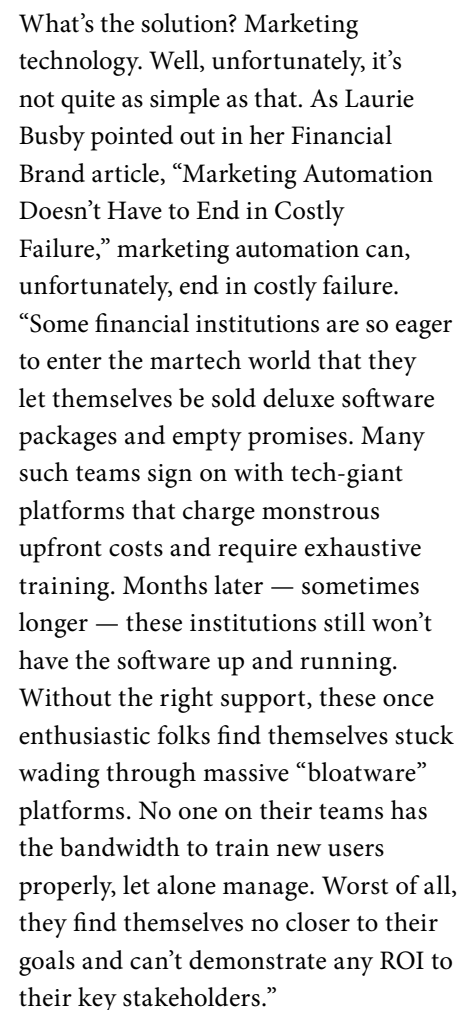 What’s the solution? Marketing
technology. Well, unfortunately, it’s
not quite as simple as that. As Laurie
Busby pointed out in her Financial
Brand article, “Marketing Automation
Doesn’t Have to End in Costly
Failure,” marketing automation can,
unfortunately, end in costly failure.
“Some financial institutions are so eager
to enter the martech world that they
let themselves be sold deluxe software
packages and empty promises. Many
such teams sign on with tech-giant
platforms that charge monstrous
upfront costs and require exhaustive
training. Months later — sometimes
longer — these institutions still won’t
have the software up and running.
Without the right support, these once
enthusiastic folks find themselves stuck
wading through massive “bloatware”
platforms. No one on their teams has
the bandwidth to train new users
properly, let alone manage. Worst of all,
they find themselves no closer to their
goals and can’t demonstrate any ROI to
their key stakeholders.”